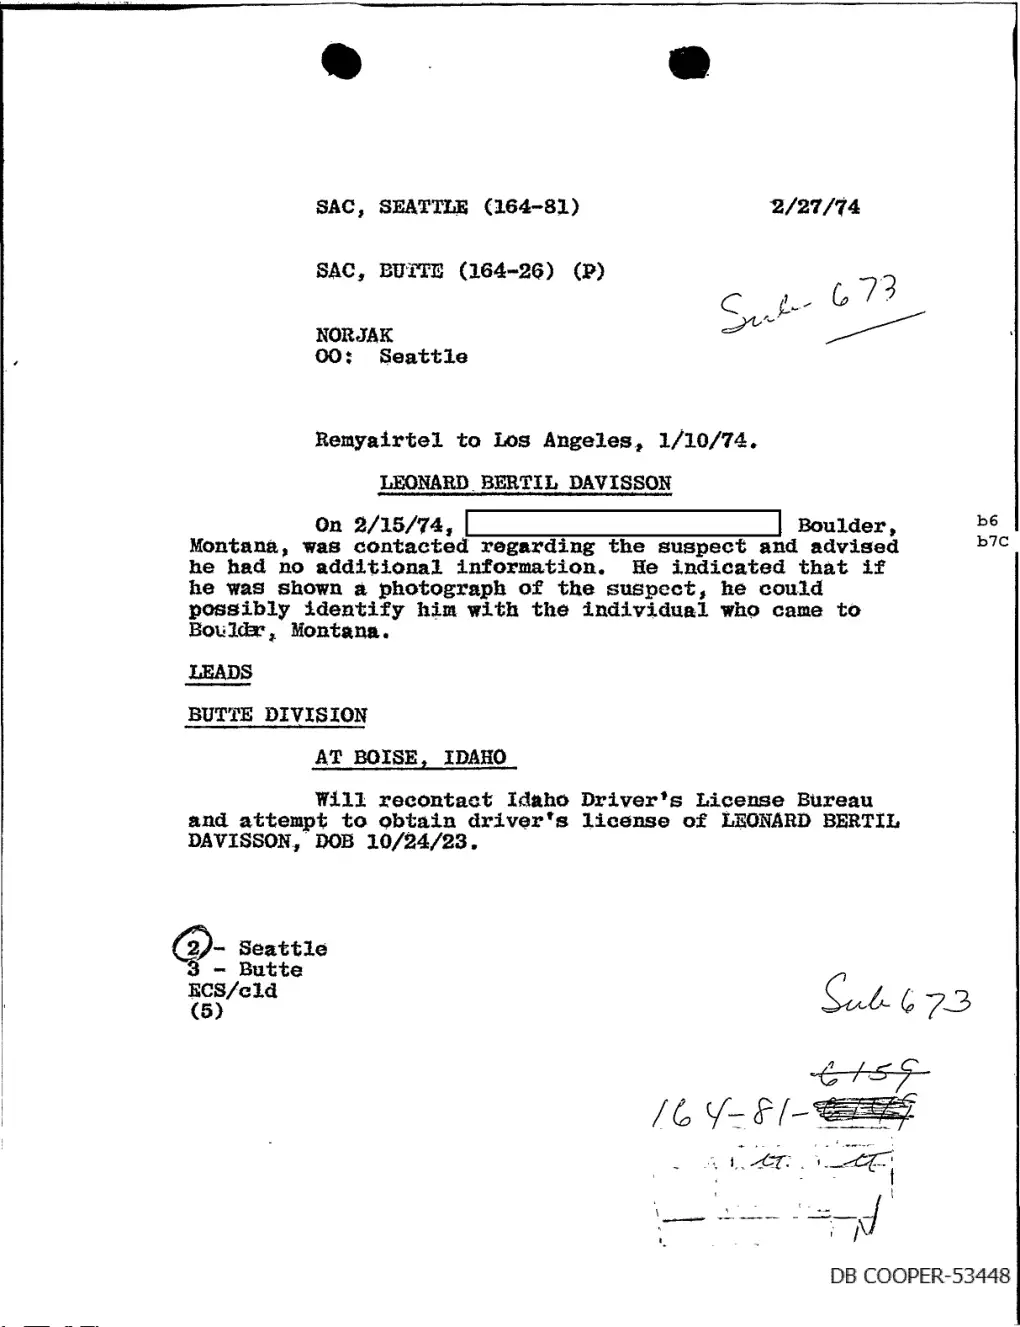 SAC, SEATTLE (164-81) 2/27/74
SAC, BUTTE (164-26) (P)
Sub 673
NORJAK
OO: Seattle
Remyairtel to Los Angeles, 1/10/74.
LEONARD BERTIL DAVISSON
On 2/15/74, Boulder,
b6
b7C
Montana, was contacted regarding the suspect and advised
he had no additional information. He indicated that if
he was shown a photograph of the suspect, he could
possibly identify him with the individual who came to
Boulder, Montana.
LEADS
BUTTE DIVISION
AT BOISE, IDAHO
Will recontact Idaho Driver's License Bureau
and attempt to obtain driver's license of LEONARD BERTIL
DAVISSON, DOB 10/24/23.
2 - Seattle
3 - Butte
ECS/cld
(5)
Sub 673
6159
164-81-
N
DB COOPER-53448